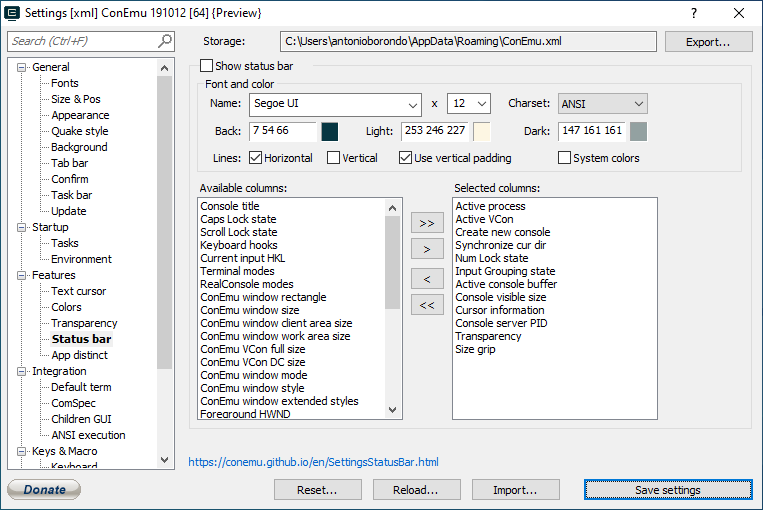 Settings [xml] ConEmu 191012 [64] {Preview}
Search (Ctrl+F)
Storage: C:\Users\antonioborondo\AppData\Roaming\ConEmu.xml Export...
General
Fonts
Size & Pos
Appearance
Quake style
Background
Tab bar
Confirm
Task bar
Update
Startup
Tasks
Environment
Features
Text cursor
Colors
Transparency
Status bar
App distinct
Integration
Default term
ComSpec
Children GUI
ANSI execution
Keys & Macro
Keyboard
Show status bar
Font and color
Name: Segoe UI x 12 Charset: ANSI
Back: 7 54 66 Light: 253 246 227 Dark: 147 161 161
Lines: Horizontal Vertical Use vertical padding System colors
Available columns:
Console title
Caps Lock state
Scroll Lock state
Keyboard hooks
Current input HKL
Terminal modes
RealConsole modes
ConEmu window rectangle
ConEmu window size
ConEmu window client area size
ConEmu window work area size
ConEmu VCon full size
ConEmu VCon DC size
ConEmu window mode
ConEmu window style
ConEmu window extended styles
Foreground HWND
>>
>
<
<<
Selected columns:
Active process
Active VCon
Create new console
Synchronize cur dir
Num Lock state
Input Grouping state
Active console buffer
Console visible size
Cursor information
Console server PID
Transparency
Size grip
https://conemu.github.io/en/SettingsStatusBar.html
Donate Reset... Reload... Import... Save settings